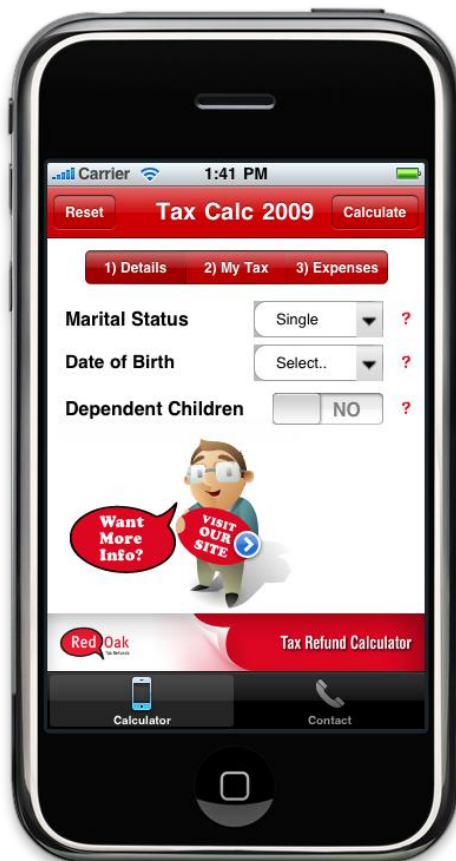 Carrier 1:41 PM
Reset Tax Calc 2009 Calculate
1) Details 2) My Tax 3) Expenses
Marital Status Single ?
Date of Birth Select.. ?
Dependent Children NO ?
Want
More
Info?
VISIT
OUR
SITE
Red Oak
Tax Refunds
Tax Refund Calculator
Calculator Contact